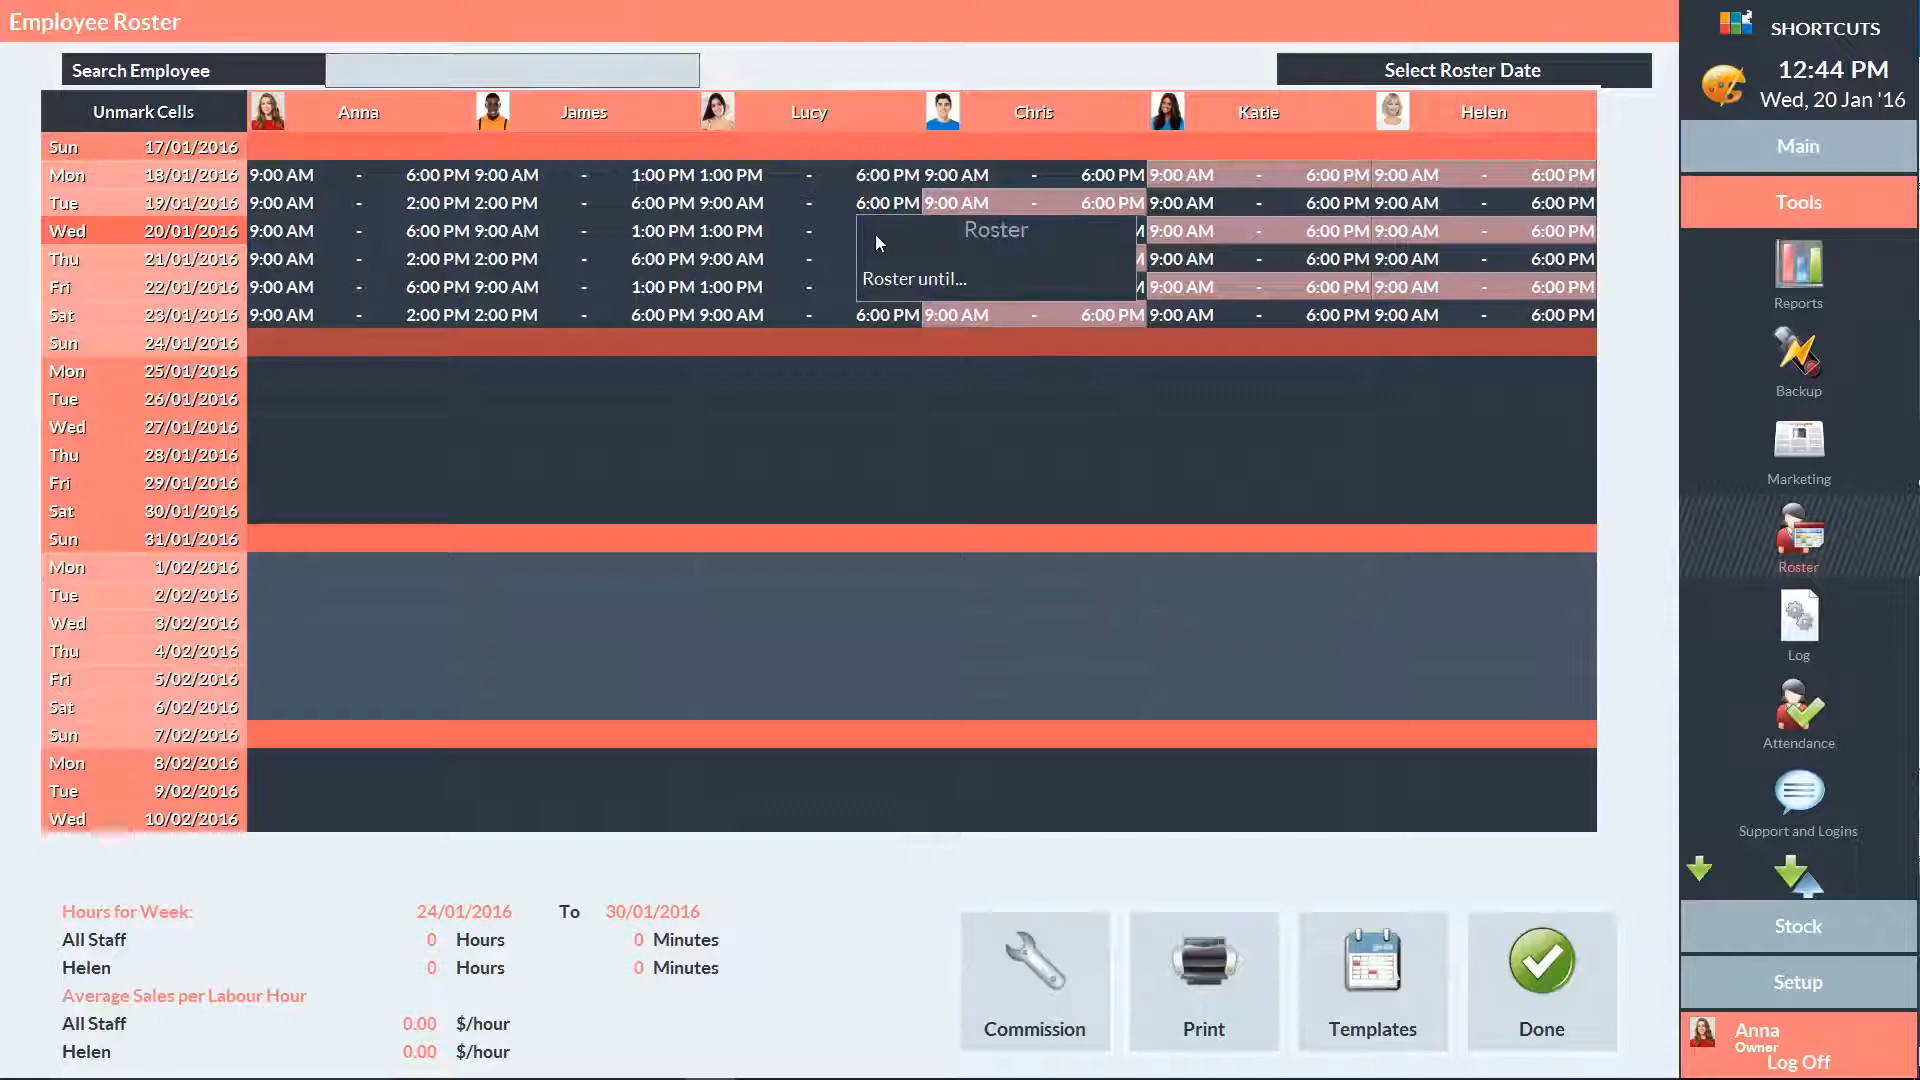 Employee Roster
Search Employee
Select Roster Date
Unmark Cells Anna James Lucy Chris Katie Helen
Sun 17/01/2016
Mon 18/01/2016 9:00 AM - 6:00 PM 9:00 AM - 1:00 PM 1:00 PM - 6:00 PM 9:00 AM - 6:00 PM 9:00 AM - 6:00 PM 9:00 AM - 6:00 PM
Tue 19/01/2016 9:00 AM - 2:00 PM 2:00 PM - 6:00 PM 9:00 AM - 6:00 PM 9:00 AM - 6:00 PM 9:00 AM - 6:00 PM 9:00 AM - 6:00 PM
Wed 20/01/2016 9:00 AM - 6:00 PM 9:00 AM - 1:00 PM 1:00 PM - 9:00 AM - 6:00 PM 9:00 AM - 6:00 PM
Thu 21/01/2016 9:00 AM - 2:00 PM 2:00 PM - 6:00 PM 9:00 AM - 9:00 AM - 6:00 PM 9:00 AM - 6:00 PM
Fri 22/01/2016 9:00 AM - 6:00 PM 9:00 AM - 1:00 PM 1:00 PM - 9:00 AM - 6:00 PM 9:00 AM - 6:00 PM
Sat 23/01/2016 9:00 AM - 2:00 PM 2:00 PM - 6:00 PM 9:00 AM - 6:00 PM 9:00 AM - 6:00 PM 9:00 AM - 6:00 PM 9:00 AM - 6:00 PM
Roster
Roster until...
Sun 24/01/2016
Mon 25/01/2016
Tue 26/01/2016
Wed 27/01/2016
Thu 28/01/2016
Fri 29/01/2016
Sat 30/01/2016
Sun 31/01/2016
Mon 1/02/2016
Tue 2/02/2016
Wed 3/02/2016
Thu 4/02/2016
Fri 5/02/2016
Sat 6/02/2016
Sun 7/02/2016
Mon 8/02/2016
Tue 9/02/2016
Wed 10/02/2016
Hours for Week: 24/01/2016 To 30/01/2016
All Staff 0 Hours 0 Minutes
Helen 0 Hours 0 Minutes
Average Sales per Labour Hour
All Staff 0.00 $/hour
Helen 0.00 $/hour
Commission
Print
Templates
Done
SHORTCUTS
12:44 PM
Wed, 20 Jan '16
Main
Tools
Reports
Backup
Marketing
Roster
Log
Attendance
Support and Logins
Stock
Setup
Anna
Owner
Log Off